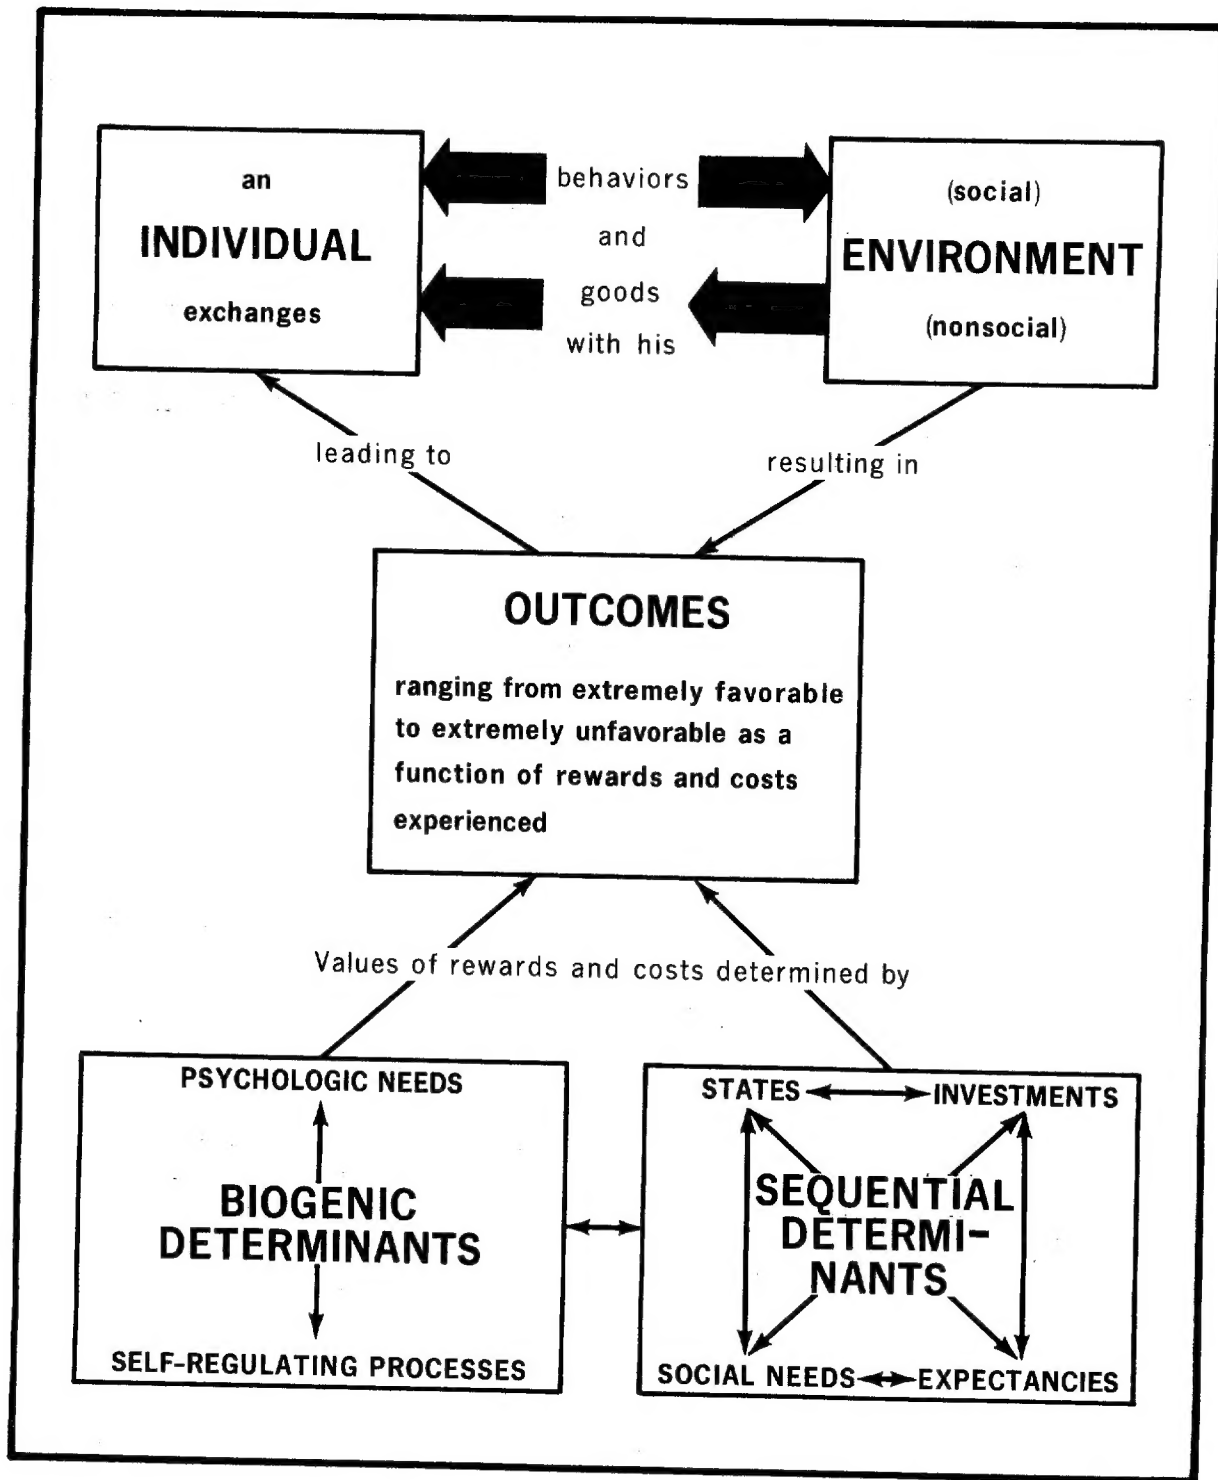 an
INDIVIDUAL
exchanges
behaviors
and
goods
with his
(social)
ENVIRONMENT
(nonsocial)
leading to
resulting in
OUTCOMES
ranging from extremely favorable
to extremely unfavorable as a
function of rewards and costs
experienced
Values of rewards and costs determined by
PSYCHOLOGIC NEEDS
BIOGENIC
DETERMINANTS
SELF-REGULATING PROCESSES
STATES
INVESTMENTS
SEQUENTIAL
DETERMI-
NANTS
SOCIAL NEEDS
EXPECTANCIES